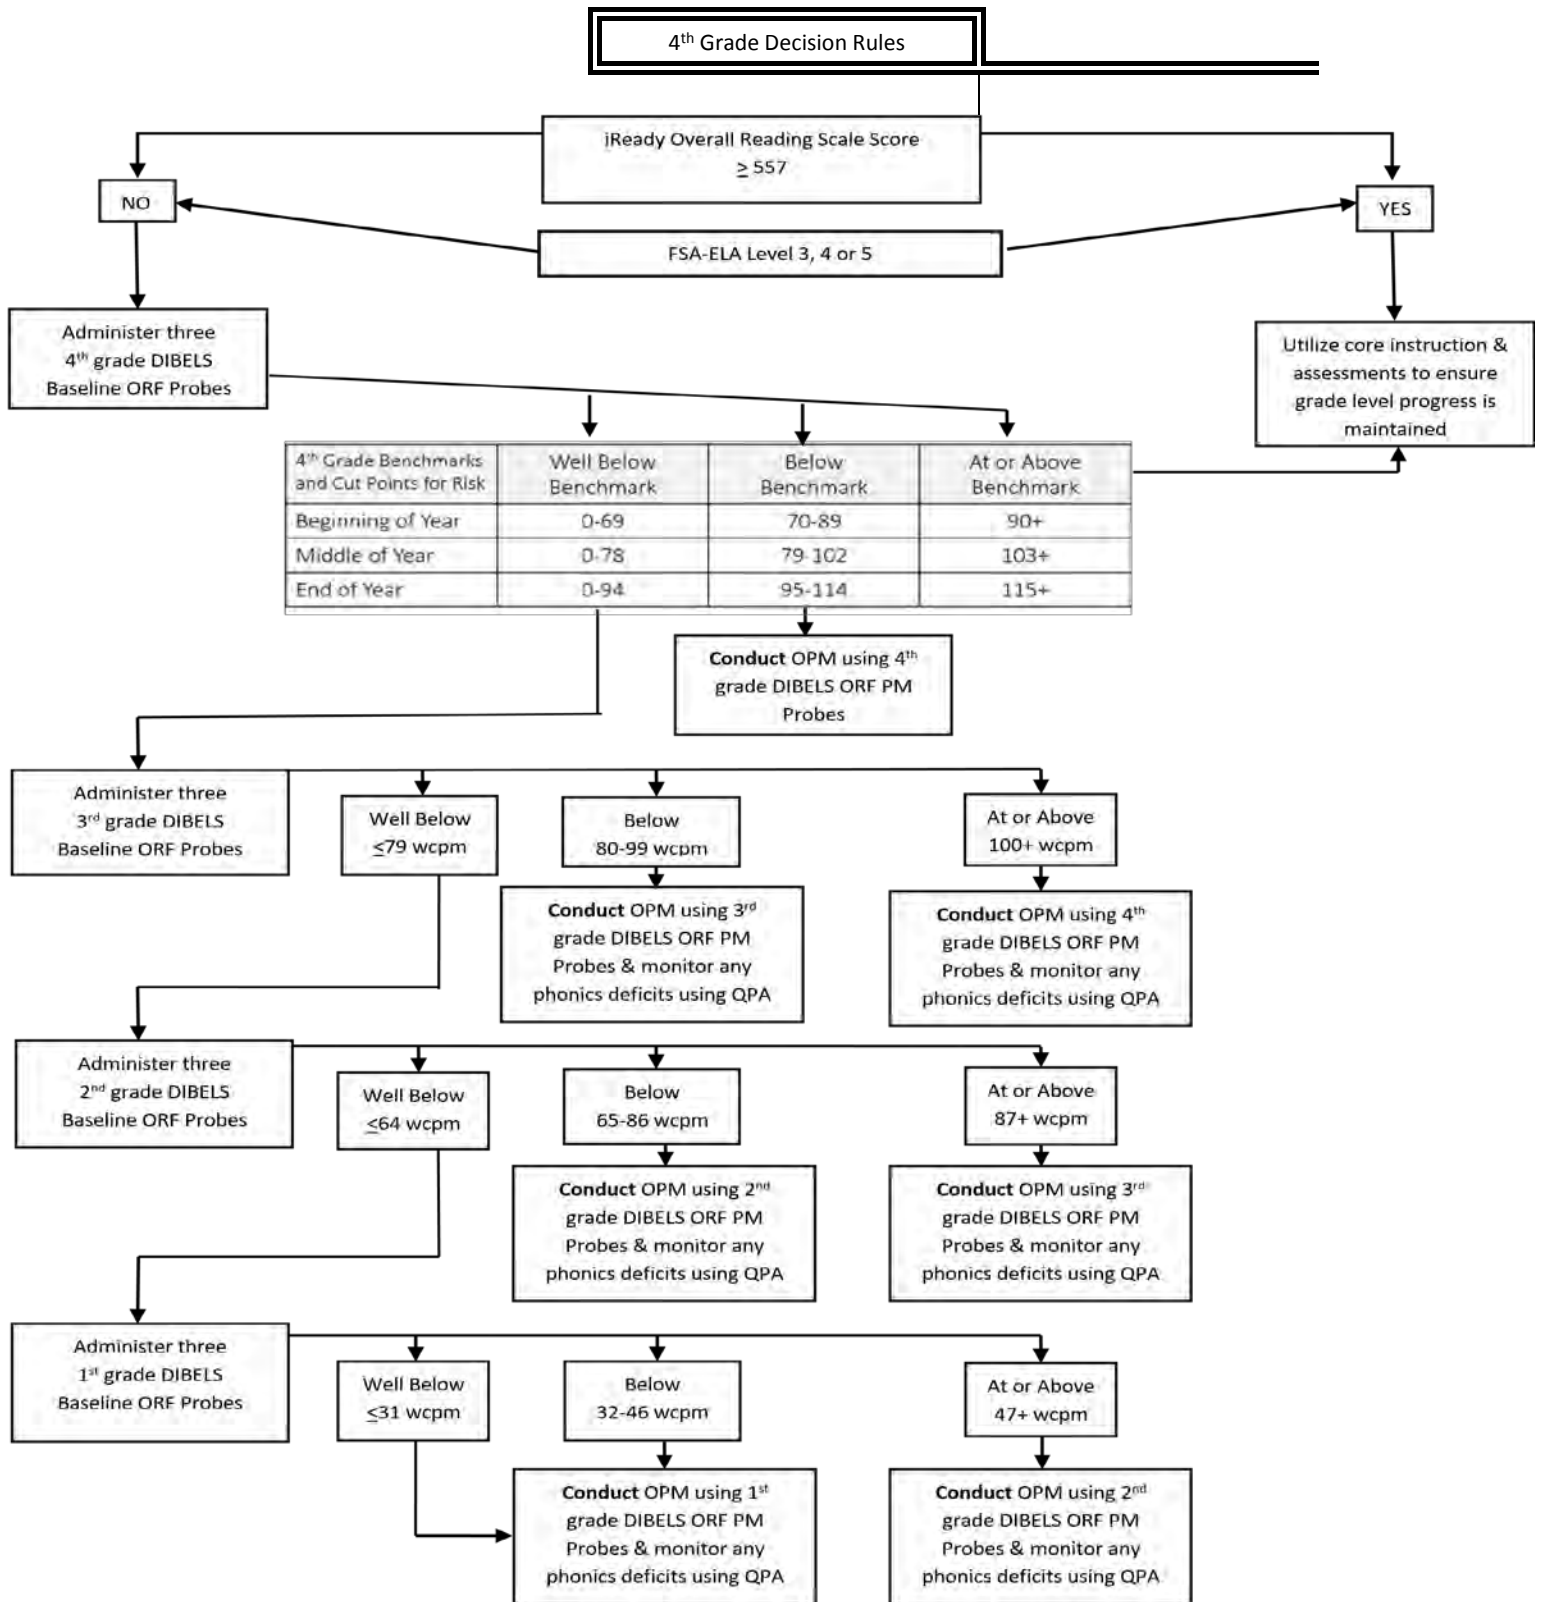 4th Grade Decision Rules
iReady Overall Reading Scale Score
≥ 557
NO
YES
FSA-ELA Level 3, 4 or 5
Administer three
4th grade DIBELS
Baseline ORF Probes
Utilize core instruction &
assessments to ensure
grade level progress is
maintained
4th Grade Benchmarks
and Cut Points for Risk
Well Below
Benchmark
Below
Benchmark
At or Above
Benchmark
Beginning of Year 0-69 70-89 90+
Middle of Year 0-78 79-102 103+
End of Year 0-94 95-114 115+
Conduct OPM using 4th
grade DIBELS ORF PM
Probes
Administer three
3rd grade DIBELS
Baseline ORF Probes
Well Below
≤79 wcpm
Below
80-99 wcpm
At or Above
100+ wcpm
Conduct OPM using 3rd
grade DIBELS ORF PM
Probes & monitor any
phonics deficits using QPA
Conduct OPM using 4th
grade DIBELS ORF PM
Probes & monitor any
phonics deficits using QPA
Administer three
2nd grade DIBELS
Baseline ORF Probes
Well Below
≤64 wcpm
Below
65-86 wcpm
At or Above
87+ wcpm
Conduct OPM using 2nd
grade DIBELS ORF PM
Probes & monitor any
phonics deficits using QPA
Conduct OPM using 3rd
grade DIBELS ORF PM
Probes & monitor any
phonics deficits using QPA
Administer three
1st grade DIBELS
Baseline ORF Probes
Well Below
≤31 wcpm
Below
32-46 wcpm
At or Above
47+ wcpm
Conduct OPM using 1st
grade DIBELS ORF PM
Probes & monitor any
phonics deficits using QPA
Conduct OPM using 2nd
grade DIBELS ORF PM
Probes & monitor any
phonics deficits using QPA